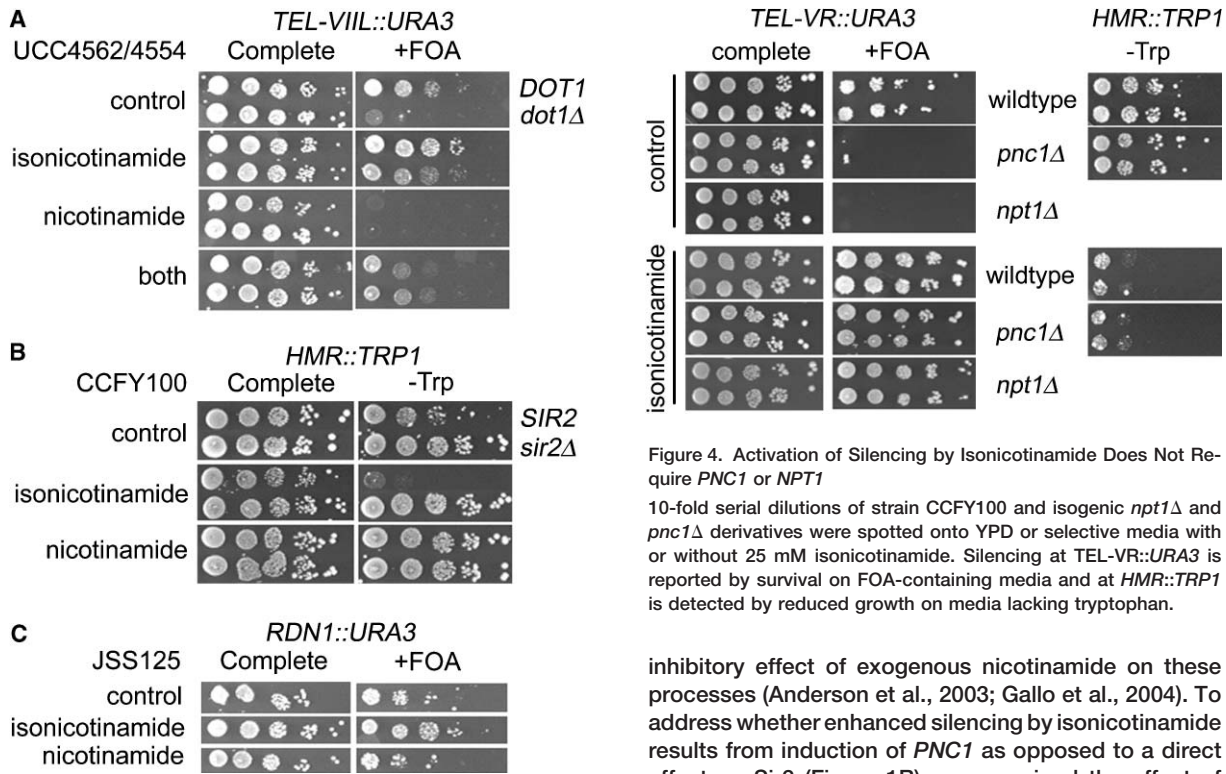 A
TEL-VIIL::URA3
UCC4562/4554 Complete +FOA
control DOT1
dot1Δ
isonicotinamide
nicotinamide
both
B
HMR::TRP1
CCFY100 Complete -Trp
control SIR2
sir2Δ
isonicotinamide
nicotinamide
C
RDN1::URA3
JSS125 Complete +FOA
control
isonicotinamide
nicotinamide
TEL-VR::URA3 HMR::TRP1
complete +FOA -Trp
control
wildtype
pnc1Δ
npt1Δ
isonicotinamide
wildtype
pnc1Δ
npt1Δ
Figure 4. Activation of Silencing by Isonicotinamide Does Not Re-
quire PNC1 or NPT1
10-fold serial dilutions of strain CCFY100 and isogenic npt1Δ and
pnc1Δ derivatives were spotted onto YPD or selective media with
or without 25 mM isonicotinamide. Silencing at TEL-VR::URA3 is
reported by survival on FOA-containing media and at HMR::TRP1
is detected by reduced growth on media lacking tryptophan.
inhibitory effect of exogenous nicotinamide on these
processes (Anderson et al., 2003; Gallo et al., 2004). To
address whether enhanced silencing by isonicotinamide
results from induction of PNC1 as opposed to a direct